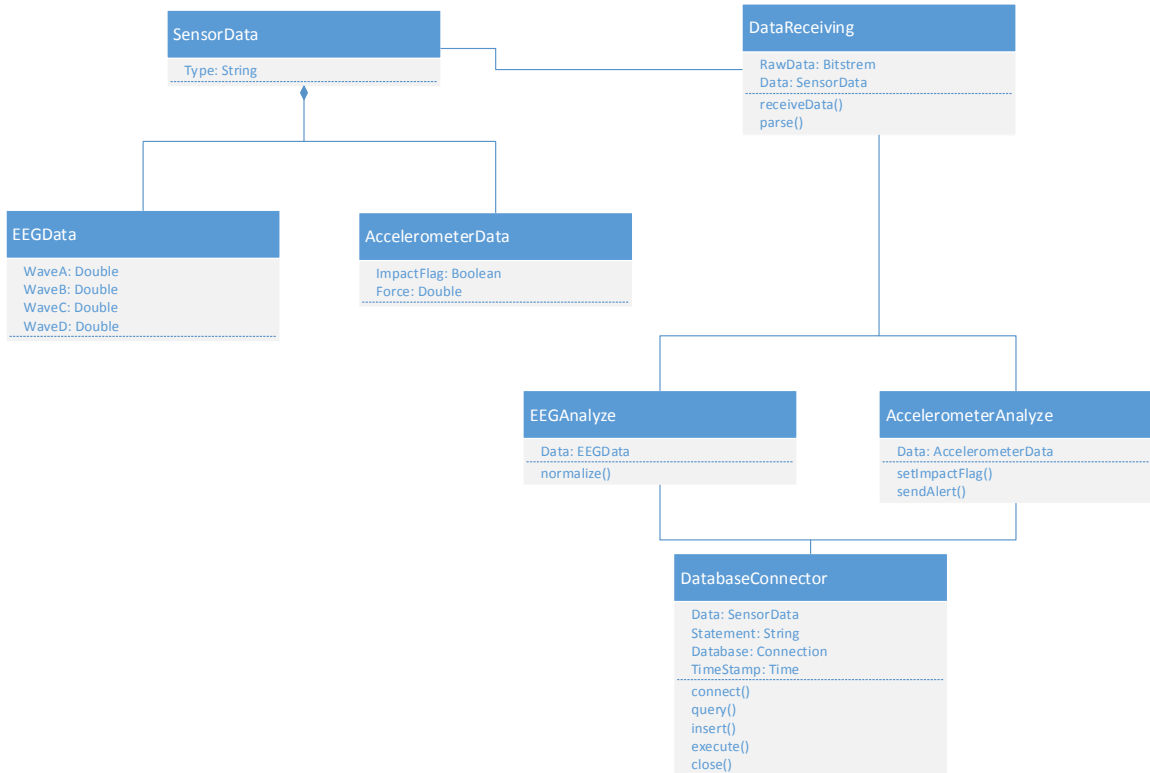 SensorData
Type: String
DataReceiving
RawData: Bitstrem
Data: SensorData
receiveData()
parse()
EEGData
WaveA: Double
WaveB: Double
WaveC: Double
WaveD: Double
AccelerometerData
ImpactFlag: Boolean
Force: Double
EEGAnalyze
Data: EEGData
normalize()
AccelerometerAnalyze
Data: AccelerometerData
setImpactFlag()
sendAlert()
DatabaseConnector
Data: SensorData
Statement: String
Database: Connection
TimeStamp: Time
connect()
query()
insert()
execute()
close()